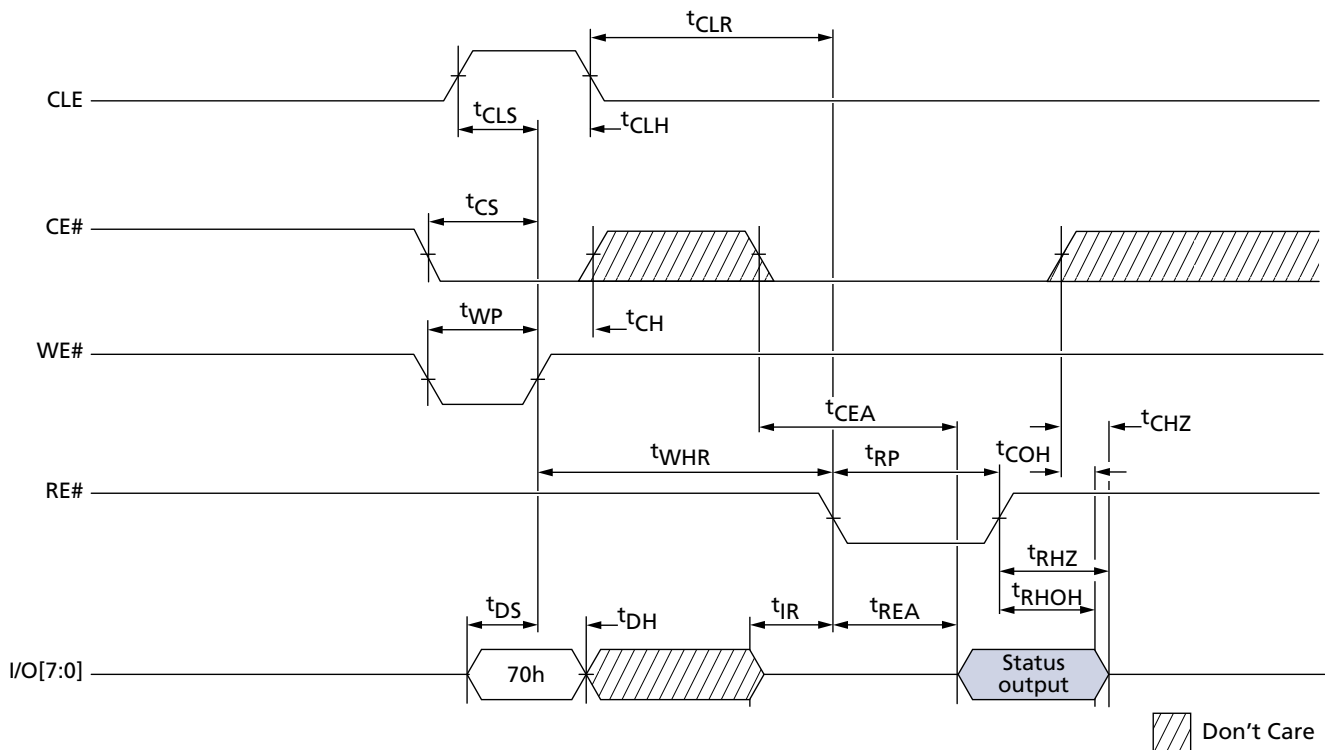 tCLR
CLE
tCLS
tCLH
tCS
CE#
tWP
tCH
WE#
tCEA
tCHZ
tWHR
tRP
tCOH
RE#
tRHZ
tRHOH
tDS
tDH
tIR
tREA
I/O[7:0]
70h
Status
output
Don't Care